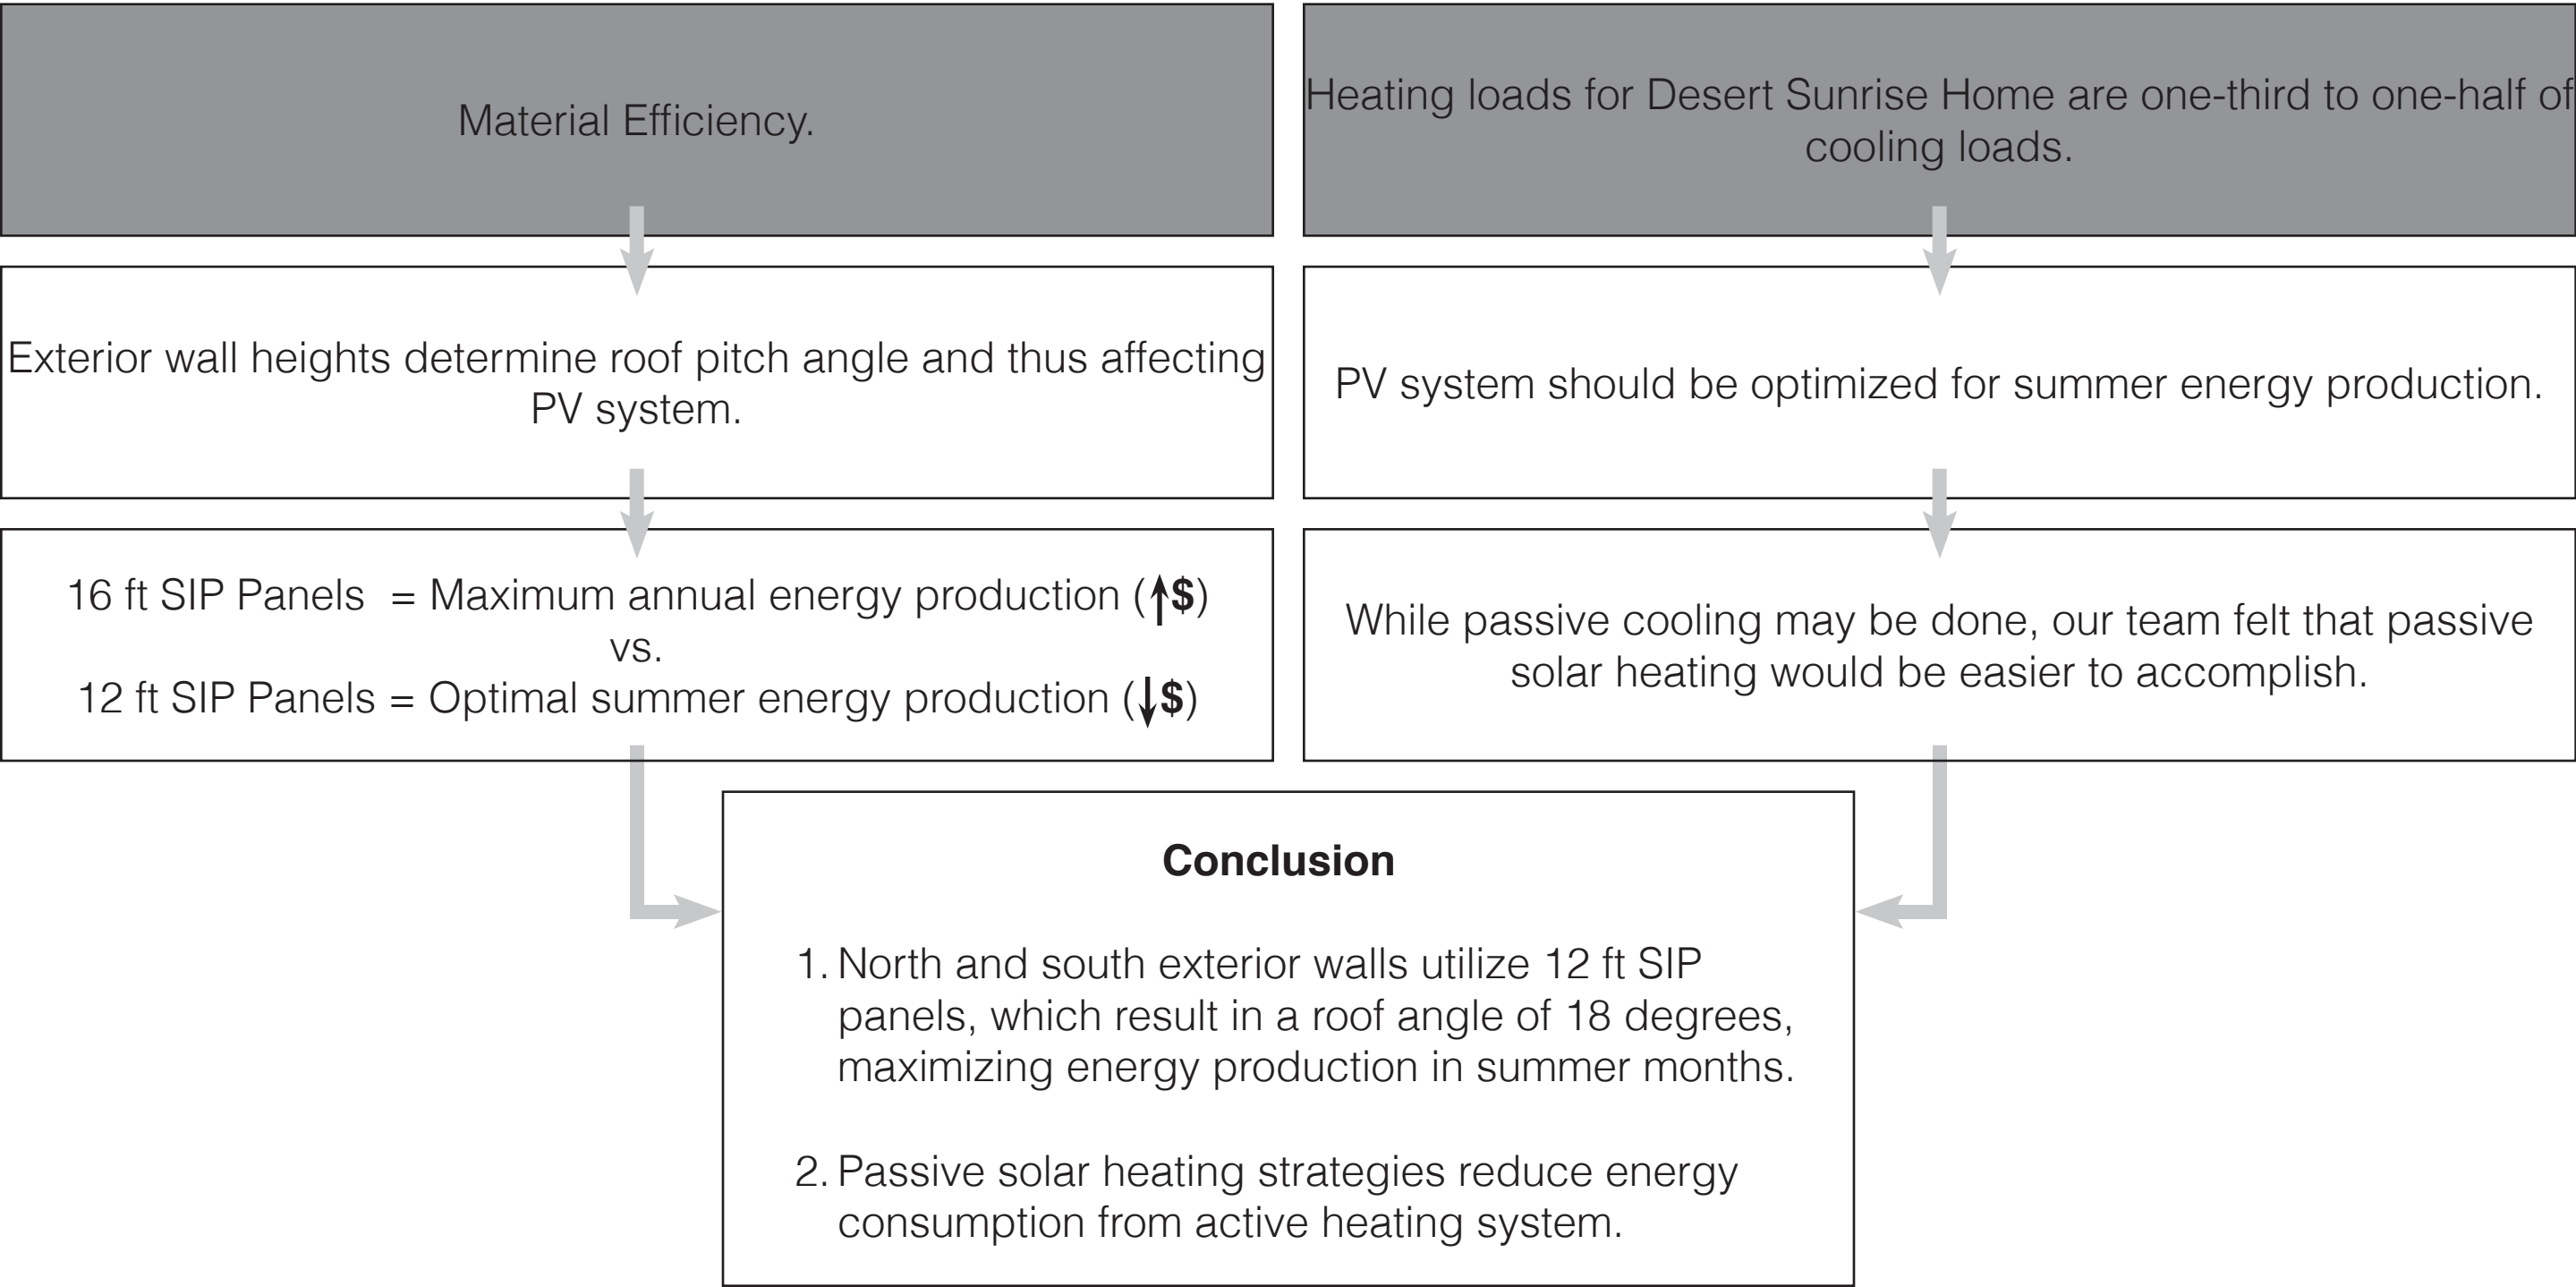 Material Efficiency.
Exterior wall heights determine roof pitch angle and thus affecting
PV system.
16 ft SIP Panels = Maximum annual energy production (↑$)
vs.
12 ft SIP Panels = Optimal summer energy production (↓$)
Heating loads for Desert Sunrise Home are one-third to one-half of
cooling loads.
PV system should be optimized for summer energy production.
While passive cooling may be done, our team felt that passive
solar heating would be easier to accomplish.
Conclusion
1. North and south exterior walls utilize 12 ft SIP
panels, which result in a roof angle of 18 degrees,
maximizing energy production in summer months.
2. Passive solar heating strategies reduce energy
consumption from active heating system.